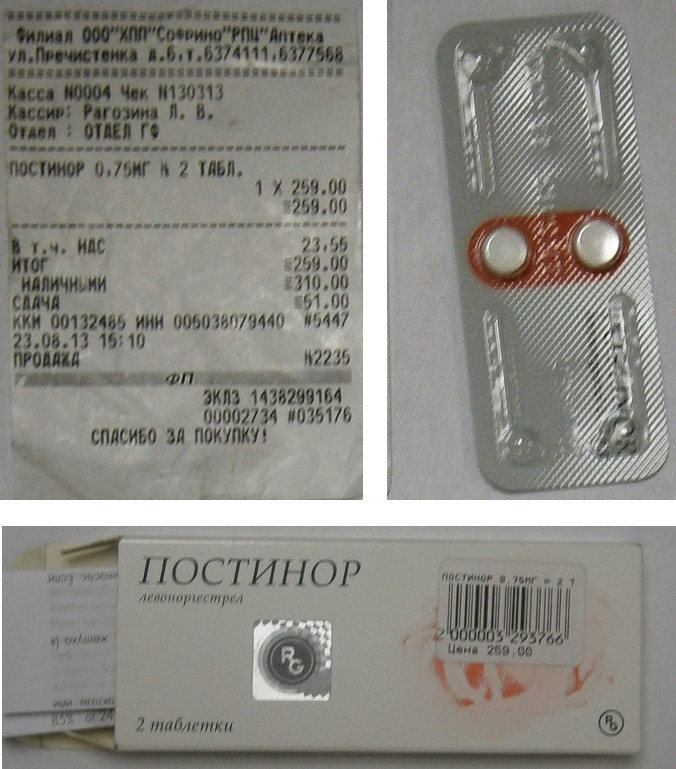 Филиал ООО"ХПП"Софрино"РПЦ"Аптека
ул.Пречистенка д.6,т.6374111,6377568
Касса N0004 Чек N130313
Кассир: Рагозина Л. В.
Отдел : ОТДЕЛ ГФ
ПОСТИНОР 0,75МГ N 2 ТАБЛ.
1 X 259.00
≡259.00
В т.ч. НДС 23,55
ИТОГ ≡259.00
НАЛИЧНЫМИ ≡310.00
СДАЧА ≡51.00
ККМ 00132485 ИНН 005038079440 #5447
23.08.13 15:10
ПРОДАЖА N2235
ФП
ЭКЛЗ 1438299164
00002734 #035176
СПАСИБО ЗА ПОКУПКУ!
ПОСТИНОР
левоноргестрел
RG
2 таблетки
ПОСТИНОР 0,75МГ N 2 Т
2 000003 293766
Цена 259.00
RG